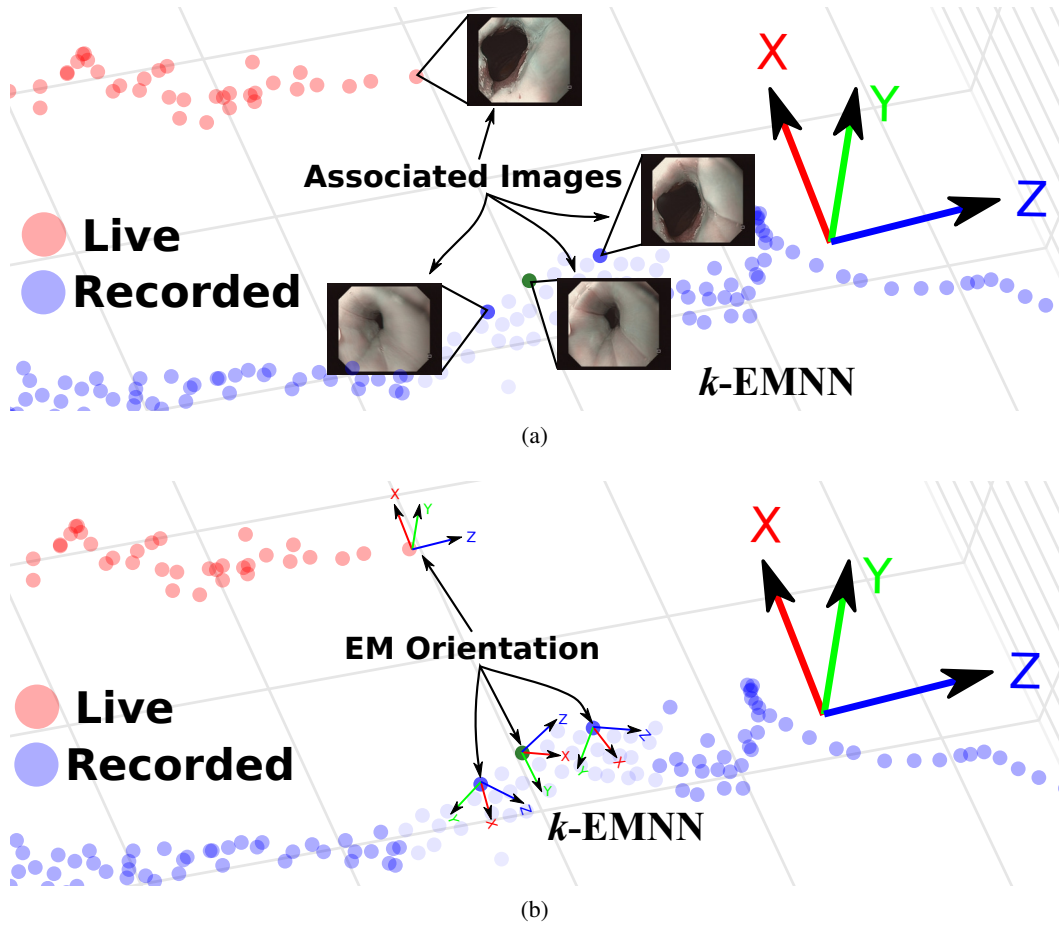 X
Y
Z
Associated Images
Live
Recorded
k-EMNN
(a)
X
Y
Z
X
Y
Z
EM Orientation
Live
Recorded
Z
X
Y
Z
X
Y
Y
X
Z
k-EMNN
(b)